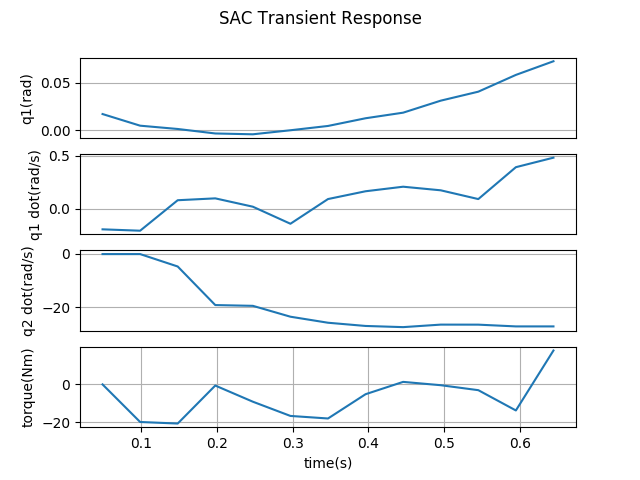 SAC Transient Response
q1(rad)
0.05
0.00
q1 dot(rad/s)
0.5
0.0
q2 dot(rad/s)
0
−20
torque(Nm)
0
−20
0.1 0.2 0.3 0.4 0.5 0.6
time(s)